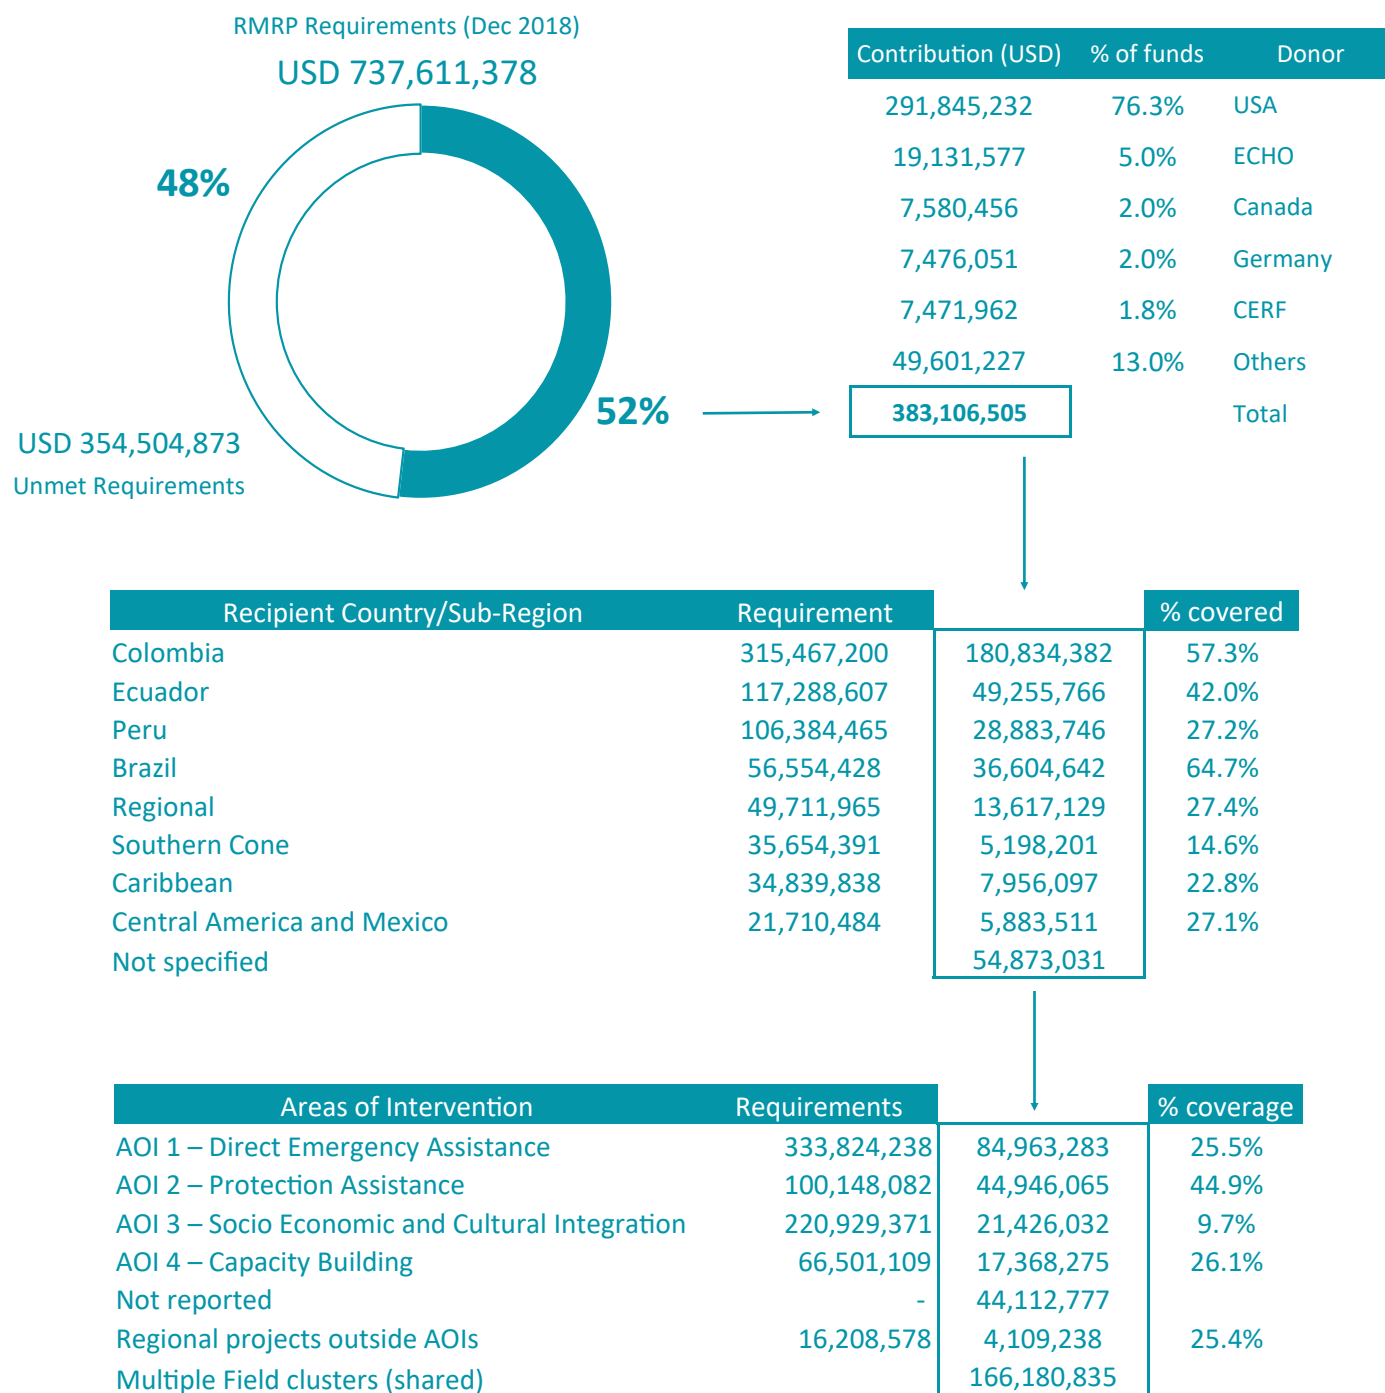 RMRP Requirements (Dec 2018)
USD 737,611,378
48%
52%
USD 354,504,873
Unmet Requirements
Contribution (USD) % of funds Donor
291,845,232 76.3% USA
19,131,577 5.0% ECHO
7,580,456 2.0% Canada
7,476,051 2.0% Germany
7,471,962 1.8% CERF
49,601,227 13.0% Others
383,106,505 Total
Recipient Country/Sub-Region Requirement % covered
Colombia 315,467,200 180,834,382 57.3%
Ecuador 117,288,607 49,255,766 42.0%
Peru 106,384,465 28,883,746 27.2%
Brazil 56,554,428 36,604,642 64.7%
Regional 49,711,965 13,617,129 27.4%
Southern Cone 35,654,391 5,198,201 14.6%
Caribbean 34,839,838 7,956,097 22.8%
Central America and Mexico 21,710,484 5,883,511 27.1%
Not specified 54,873,031
Areas of Intervention Requirements % coverage
AOI 1 – Direct Emergency Assistance 333,824,238 84,963,283 25.5%
AOI 2 – Protection Assistance 100,148,082 44,946,065 44.9%
AOI 3 – Socio Economic and Cultural Integration 220,929,371 21,426,032 9.7%
AOI 4 – Capacity Building 66,501,109 17,368,275 26.1%
Not reported - 44,112,777
Regional projects outside AOIs 16,208,578 4,109,238 25.4%
Multiple Field clusters (shared) 166,180,835